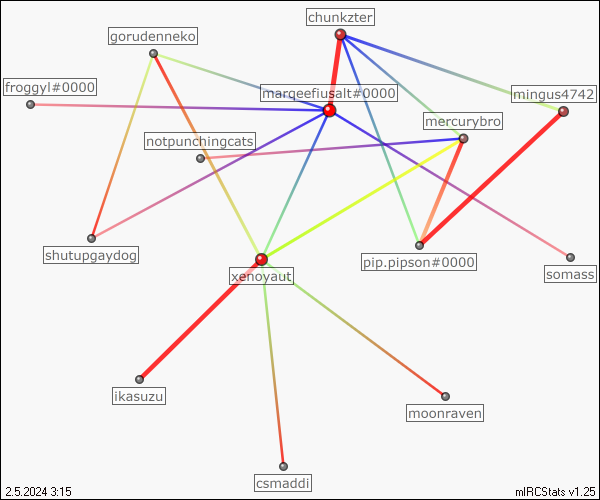 chunkzter
gorudenneko
froggyl#0000
marqeefiusalt#0000
mingus4742
mercurybro
notpunchingcats
shutupgaydog
pip.pipson#0000
somass
xenoyaut
ikasuzu
moonraven
csmaddi
2.5.2024 3:15
mIRCStats v1.25